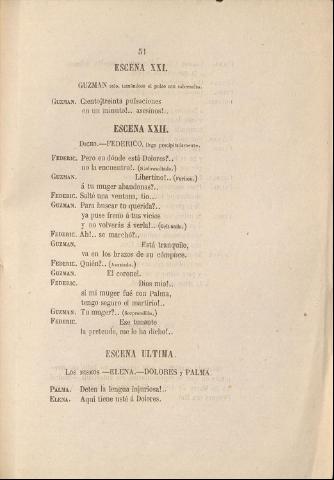 51
ESCENA XXI.
GUZMAN solo, tomándose el pulso con sobresalto.
GUZMAN. Ciento treinta pulsaciones
en un minuto!.. asesinos!..
ESCENA XXII.
DICHO.—FEDERICO, llega precipitadamente.
FEDERIC. Pero en dónde está Dolores?..
no la encuentro!.. (Sobresaltado.)
GUZMAN. Libertino!.. (Furioso.)
á tu muger abandonas?..
FEDERIC. Salté una ventana, tio...
GUZMAN. Para buscar tu querida?..
ya puse freno á tus vicios
y no volverás á verla!..
FEDERIC. Ah!.. se marchó?..
GUZMAN. Está tranquilo,
va en los brazos de su cómplice.
FEDERIC. Quién?.. (Asustado.)
GUZMAN. El coronel.
FEDERIC. Dios mio!..
si mi muger fué con Palma,
tengo seguro el martirio!..
GUZMAN. Tu muger?.. (Sorprendido.)
FEDERIC. Ese tunante
la pretende, me lo ha dicho!..
ESCENA ULTIMA.
LOS MISMOS—ELENA.—DOLORES y PALMA.
PALMA. Deten la lengua injuriosa!..
ELENA. Aqui tiene usté á Dolores.